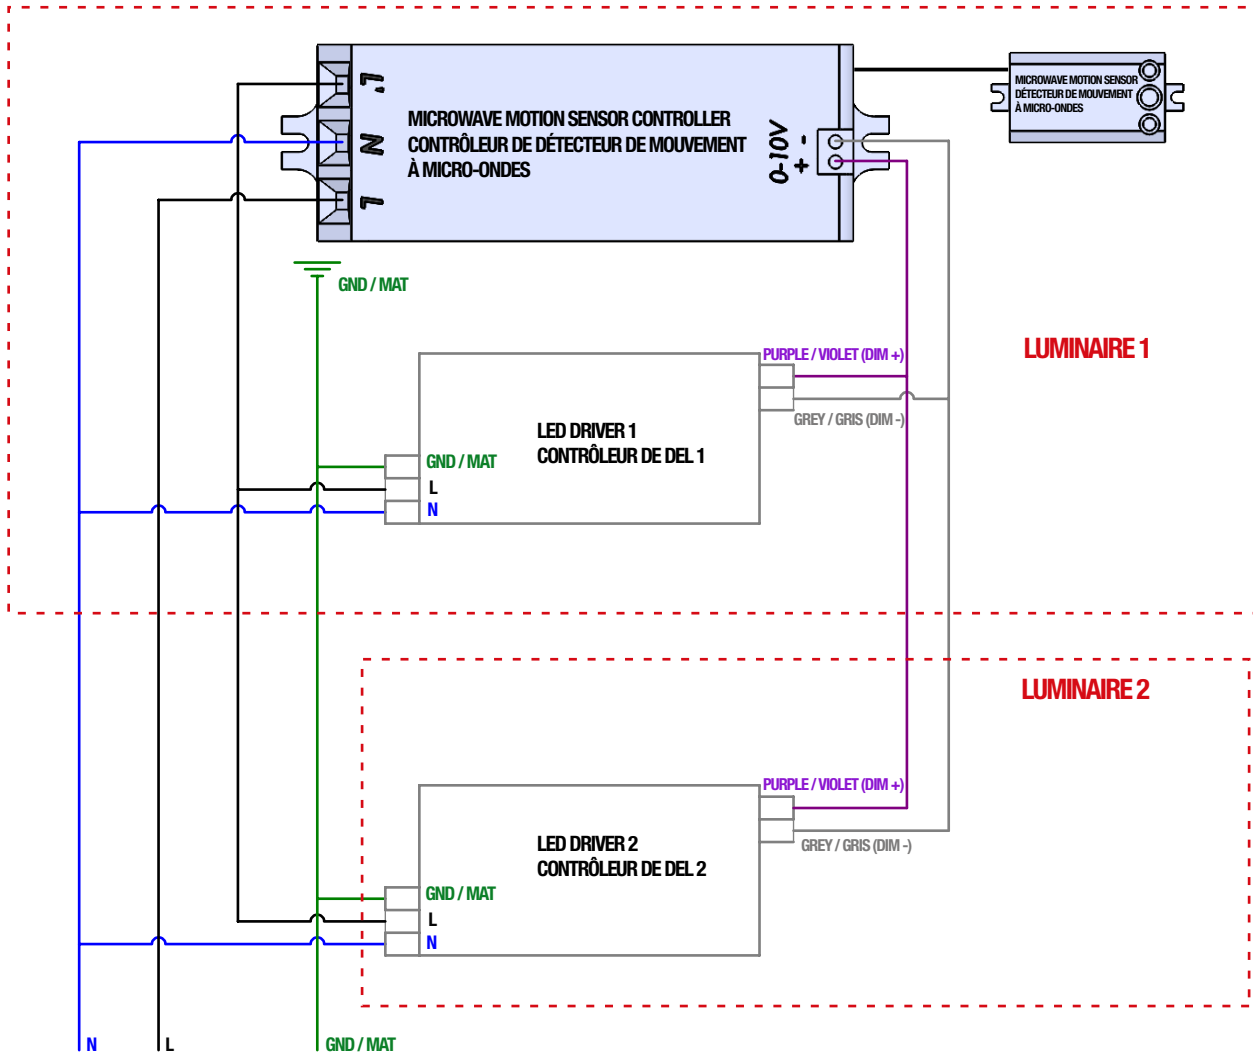 L'
N
L
MICROWAVE MOTION SENSOR CONTROLLER
CONTRÔLEUR DE DÉTECTEUR DE MOUVEMENT
À MICRO-ONDES
0-10V
+ -
MICROWAVE MOTION SENSOR
DÉTECTEUR DE MOUVEMENT
À MICRO-ONDES
GND / MAT
LUMINAIRE 1
PURPLE / VIOLET (DIM +)
GREY / GRIS (DIM -)
LED DRIVER 1
CONTRÔLEUR DE DEL 1
GND / MAT
L
N
LUMINAIRE 2
PURPLE / VIOLET (DIM +)
GREY / GRIS (DIM -)
LED DRIVER 2
CONTRÔLEUR DE DEL 2
GND / MAT
L
N
N
L
GND / MAT